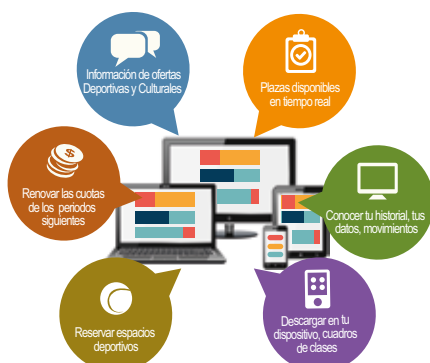 Información de ofertas
Deportivas y Culturales
Plazas disponibles
en tiempo real
Renovar las cuotas
de los periodos
siguientes
Conocer tu historial, tus
datos, movimientos
Reservar espacios
deportivos
Descargar en tu
dispositivo, cuadros
de clases